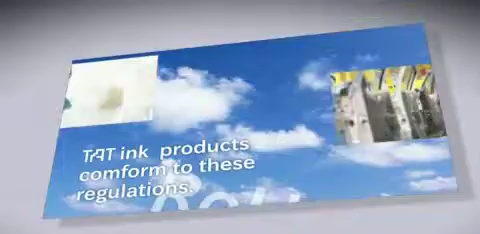 TAT ink products
comform to these
regulations.